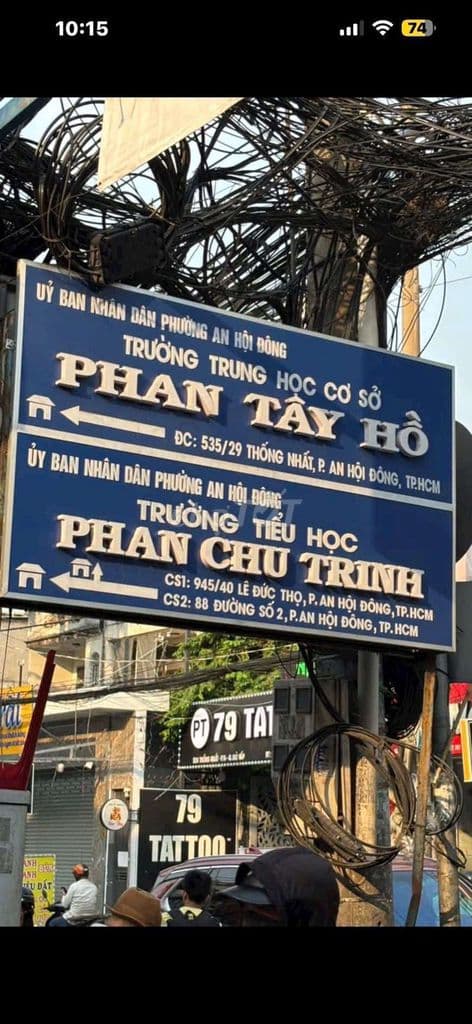 10:15
74
UỶ BAN NHÂN DÂN PHƯỜNG AN HỘI ĐÔNG
TRƯỜNG TRUNG HỌC CƠ SỞ
PHAN TÂY HỒ
ĐC: 535/29 THỐNG NHẤT, P. AN HỘI ĐÔNG, TP.HCM
ỦY BAN NHÂN DÂN PHƯỜNG AN HỘI ĐÔNG
TRƯỜNG TIỂU HỌC
PHAN CHU TRINH
CS1: 945/40 LÊ ĐỨC THỌ, P. AN HỘI ĐÔNG, TP.HCM
CS2: 88 ĐƯỜNG SỐ 2, P. AN HỘI ĐÔNG, TP.HCM
PT 79 TAT
79
TATTOO